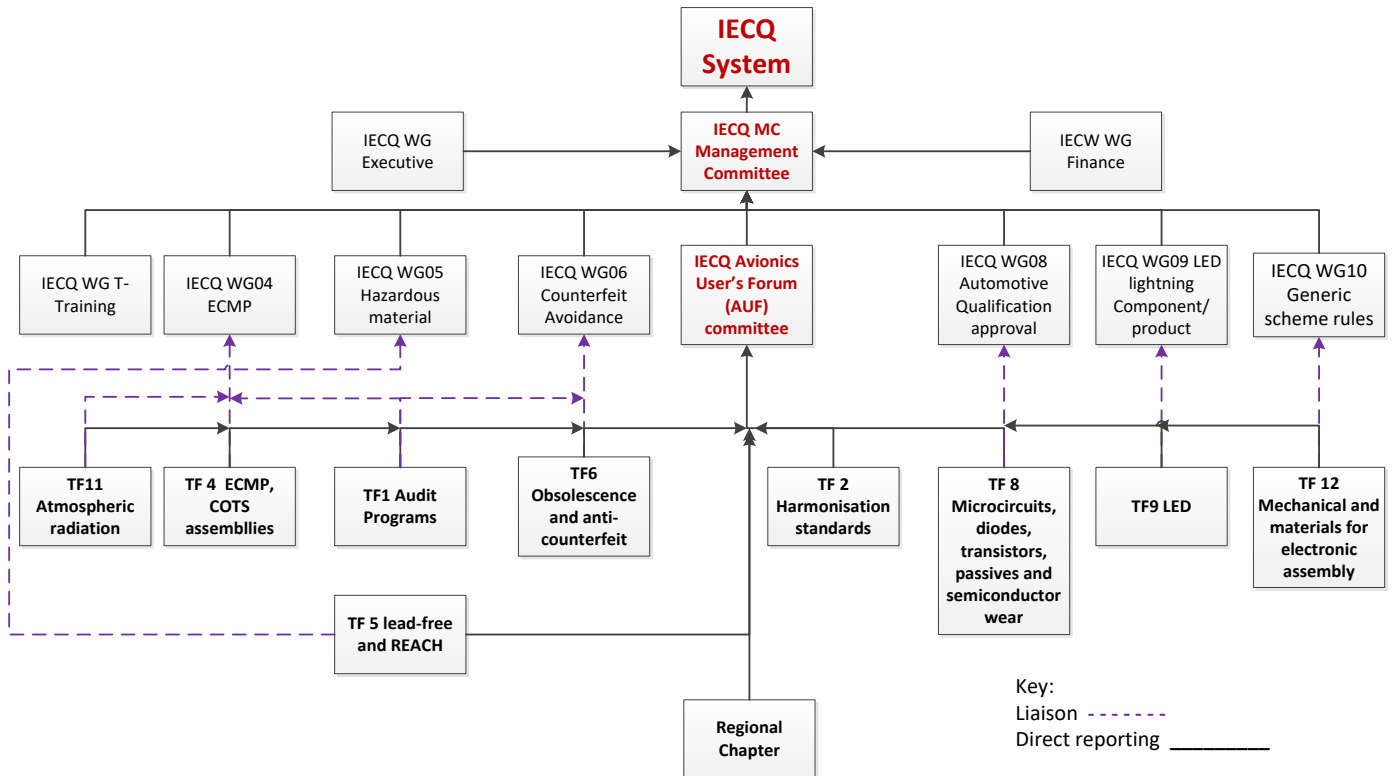 IECQ
System
IECQ WG
Executive
IECQ MC
Management
Committee
IECW WG
Finance
IECQ WG T-
Training
IECQ WG04
ECMP
IECQ WG05
Hazardous
material
IECQ WG06
Counterfeit
Avoidance
IECQ Avionics
User’s Forum
(AUF)
committee
IECQ WG08
Automotive
Qualification
approval
IECQ WG09 LED
lightning
Component/
product
IECQ WG10
Generic
scheme rules
TF11
Atmospheric
radiation
TF 4 ECMP,
COTS
assembllies
TF1 Audit
Programs
TF6
Obsolescence
and anti-
counterfeit
TF 2
Harmonisation
standards
TF 8
Microcircuits,
diodes,
transistors,
passives and
semiconductor
wear
TF9 LED
TF 12
Mechanical and
materials for
electronic
assembly
TF 5 lead-free
and REACH
Regional
Chapter
Key:
Liaison
Direct reporting